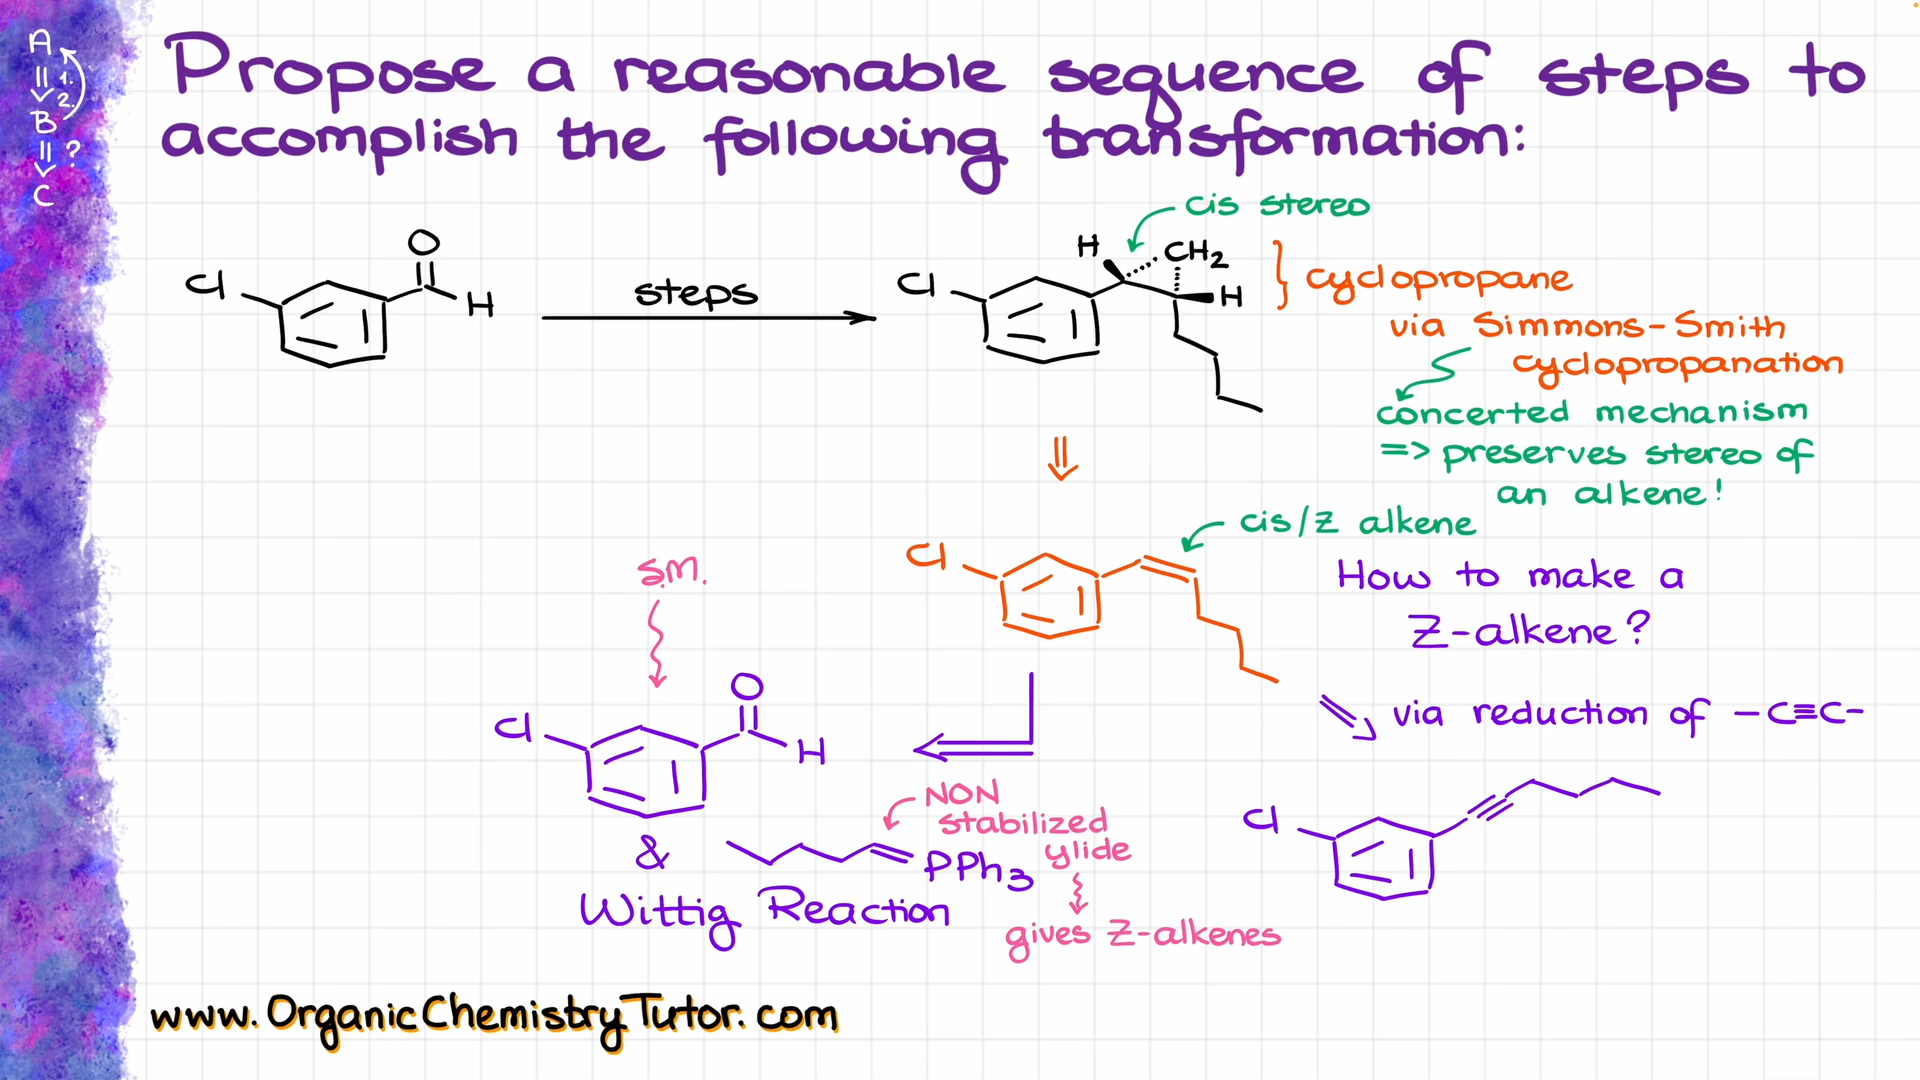 Propose a reasonable sequence of steps to
accomplish the following transformation:
A
1.
2.
B
?
C
Cl
O
H
steps
Cl
H
CH2
H
cis stereo
cyclopropane
via Simmons-Smith
cyclopropanation
concerted mechanism
=> preserves stereo of
an alkene!
Cl
cis/Z alkene
How to make a
Z-alkene?
via reduction of -C≡C-
s.m.
Cl
O
H
&
PPh3
NON
stabilized
ylide
gives Z-alkenes
Wittig Reaction
Cl
www.OrganicChemistryTutor.com